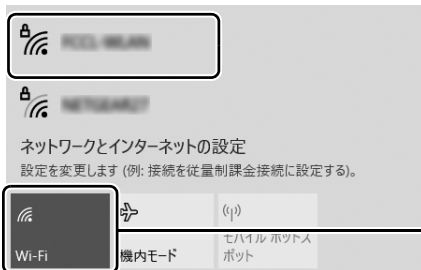 ネットワークとインターネットの設定
設定を変更します (例: 接続を従量制課金接続に設定する)。
Wi-Fi
機内モード
モバイル ホットス
ポット